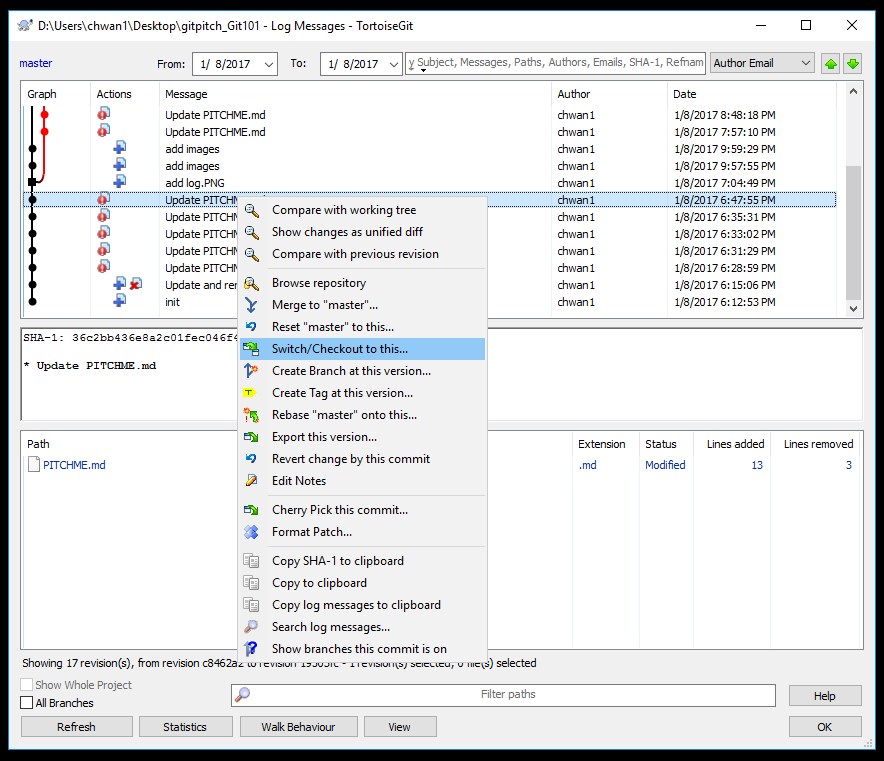 D:\Users\chwan1\Desktop\gitpitch_Git101 - Log Messages - TortoiseGit
master From: 1/ 8/2017 To: 1/ 8/2017 Subject, Messages, Paths, Authors, Emails, SHA-1, Refnam Author Email
Graph Actions Message Author Date
Update PITCHME.md chwan1 1/8/2017 8:48:18 PM
Update PITCHME.md chwan1 1/8/2017 7:57:10 PM
add images chwan1 1/8/2017 9:59:29 PM
add images chwan1 1/8/2017 9:57:55 PM
add log.PNG chwan1 1/8/2017 7:04:49 PM
Update PITCHM chwan1 1/8/2017 6:47:55 PM
Update PITCHM chwan1 1/8/2017 6:35:31 PM
Update PITCHM chwan1 1/8/2017 6:33:02 PM
Update PITCHM chwan1 1/8/2017 6:31:29 PM
Update PITCHM chwan1 1/8/2017 6:28:59 PM
Update and ren chwan1 1/8/2017 6:15:06 PM
init chwan1 1/8/2017 6:12:53 PM
Compare with working tree
Show changes as unified diff
Compare with previous revision
Browse repository
Merge to "master"...
Reset "master" to this...
Switch/Checkout to this...
Create Branch at this version...
Create Tag at this version...
Rebase "master" onto this...
Export this version...
Revert change by this commit
Edit Notes
Cherry Pick this commit...
Format Patch...
Copy SHA-1 to clipboard
Copy to clipboard
Copy log messages to clipboard
Search log messages...
Show branches this commit is on
SHA-1: 36c2bb436e8a2c01fec046f4
* Update PITCHME.md
Path Extension Status Lines added Lines removed
PITCHME.md .md Modified 13 3
Showing 17 revision(s), from revision c8462a2 to revision - 1 revision(s) selected, 0 file(s) selected
Show Whole Project
All Branches
Filter paths
Help
Refresh Statistics Walk Behaviour View OK